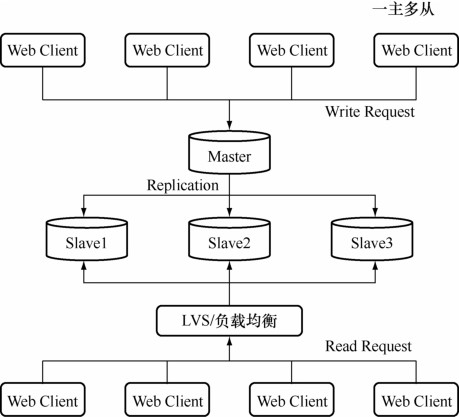 一主多从
Web Client Web Client Web Client Web Client
Write Request
Master
Replication
Slave1 Slave2 Slave3
LVS/负载均衡
Read Request
Web Client Web Client Web Client Web Client